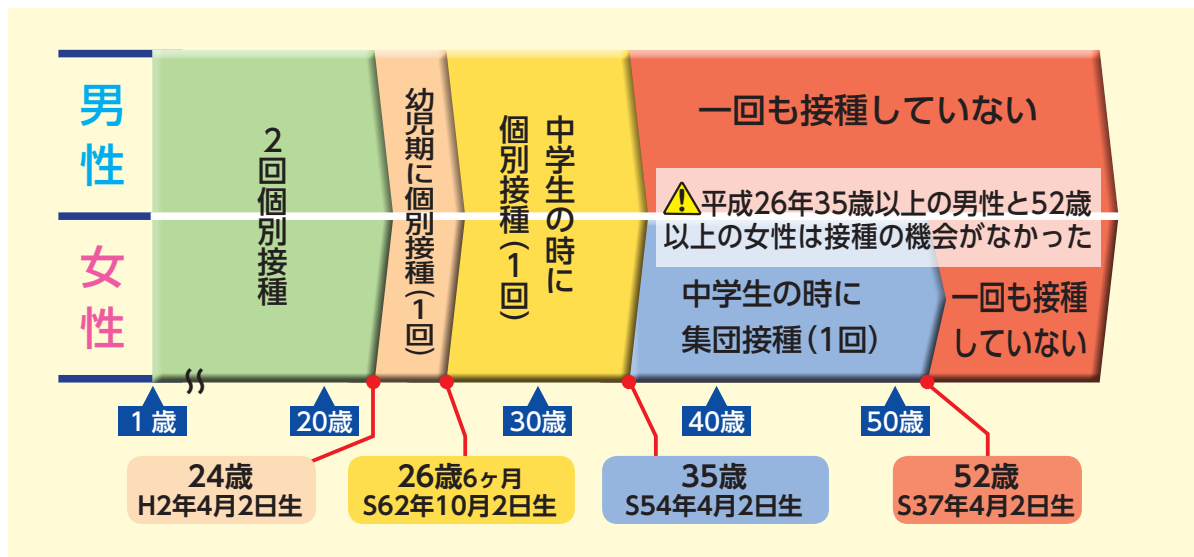 男性
女性
2回個別接種
幼児期に個別接種(1回)
中学生の時に
個別接種(1回)
一回も接種していない
平成26年35歳以上の男性と52歳
以上の女性は接種の機会がなかった
中学生の時に
集団接種(1回)
一回も接種
していない
1歳
20歳
30歳
40歳
50歳
24歳
H2年4月2日生
26歳6ヶ月
S62年10月2日生
35歳
S54年4月2日生
52歳
S37年4月2日生